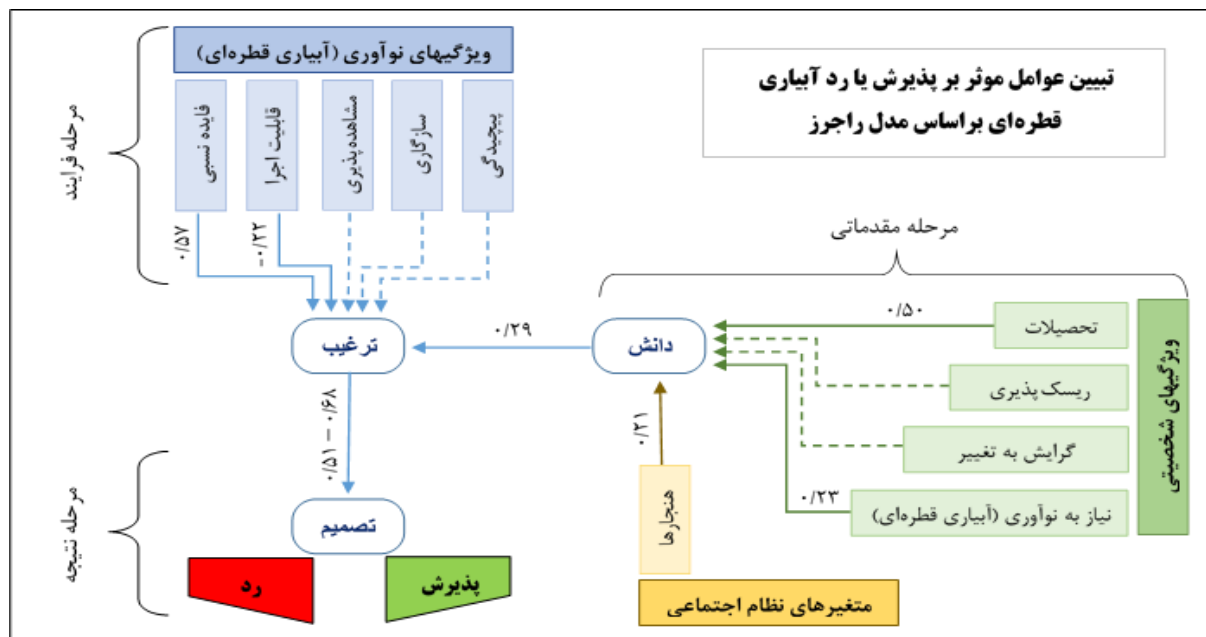 تبیین عوامل موثر بر پذیرش یا رد آبیاری
قطره‌ای براساس مدل راجرز
ویژگیهای نوآوری (آبیاری قطره‌ای)
پیچیدگی
سازگاری
مشاهده‌پذیری
قابلیت اجرا
فایده نسبی
مرحله فرایند
۰/۵۷
-۰/۲۲
مرحله مقدماتی
ویژگیهای شخصیتی
تحصیلات
۰/۵۰
ریسک‌پذیری
گرایش به تغییر
نیاز به نوآوری (آبیاری قطره‌ای)
۰/۲۳
دانش
۰/۲۹
ترغیب
۰/۲۱
هنجارها
متغیرهای نظام اجتماعی
۰/۵۱ – ۰/۶۸
تصمیم
پذیرش
رد
مرحله نتیجه